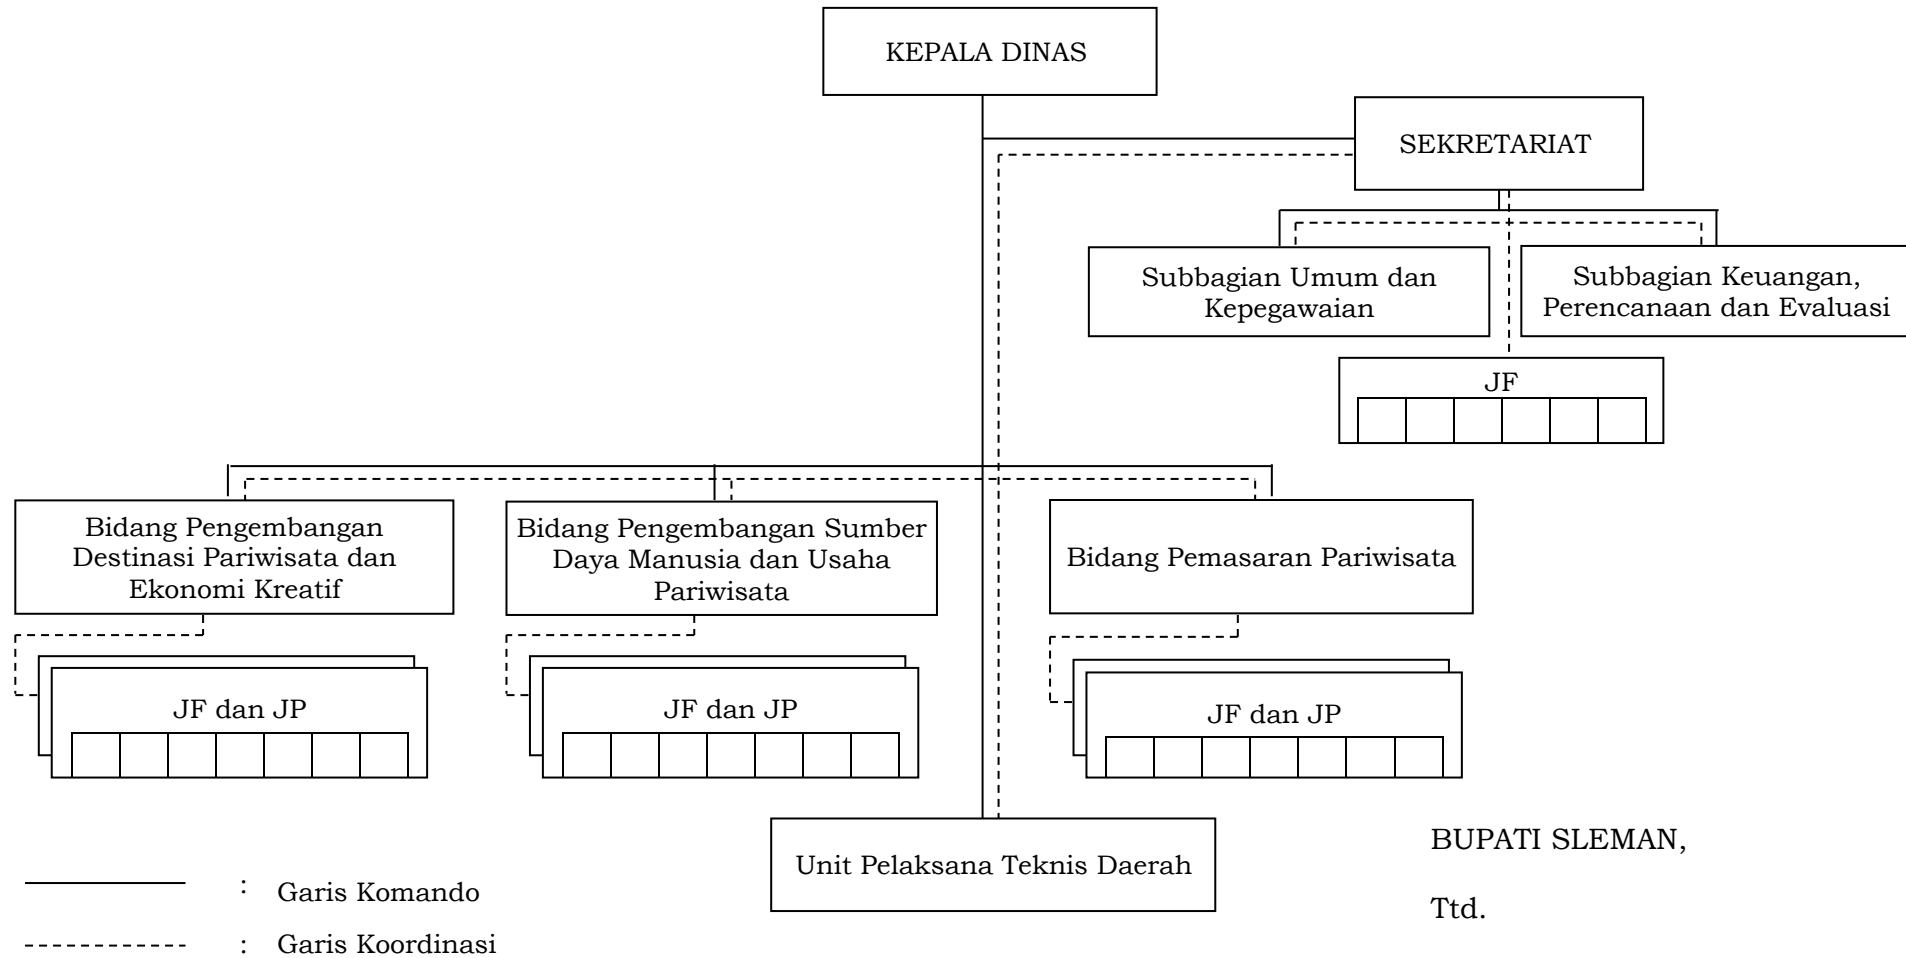 KEPALA DINAS
SEKRETARIAT
Subbagian Umum dan
Kepegawaian
Subbagian Keuangan,
Perencanaan dan Evaluasi
JF
Bidang Pengembangan
Destinasi Pariwisata dan
Ekonomi Kreatif
Bidang Pengembangan Sumber
Daya Manusia dan Usaha
Pariwisata
Bidang Pemasaran Pariwisata
JF dan JP
JF dan JP
JF dan JP
Unit Pelaksana Teknis Daerah
: Garis Komando
: Garis Koordinasi
BUPATI SLEMAN,
Ttd.